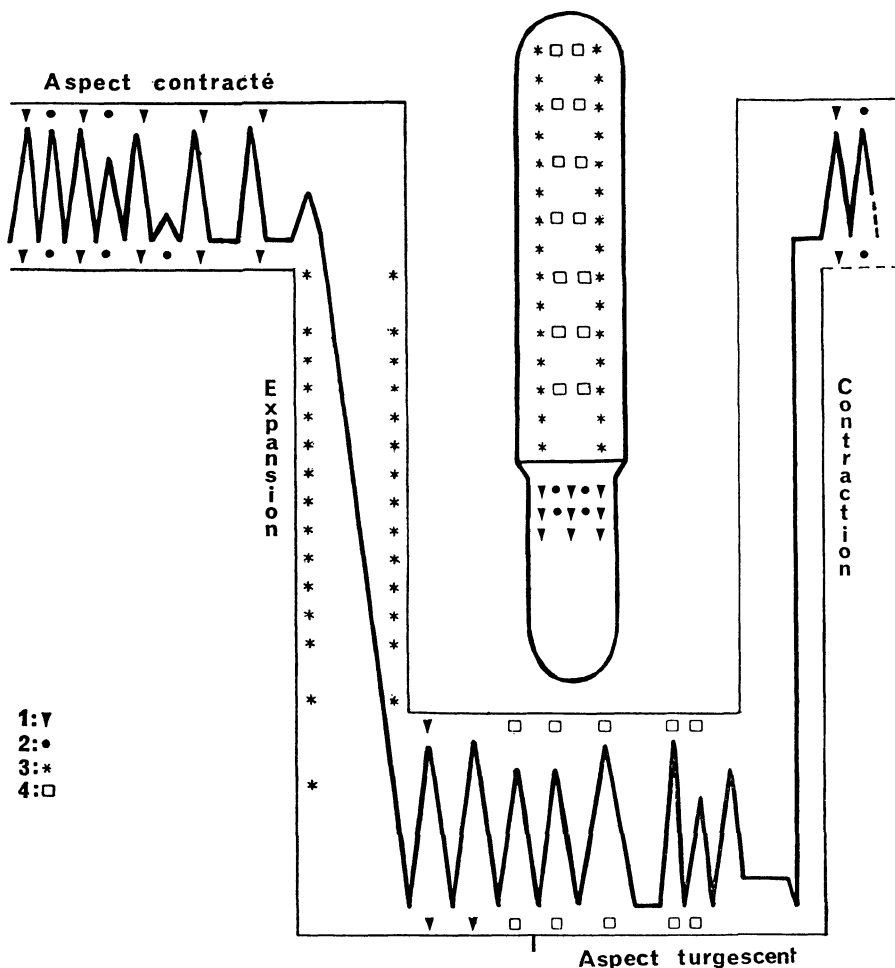 Aspect contracté
Expansion
Contraction
1:▼
2:●
3:*
4:□
Aspect turgescent